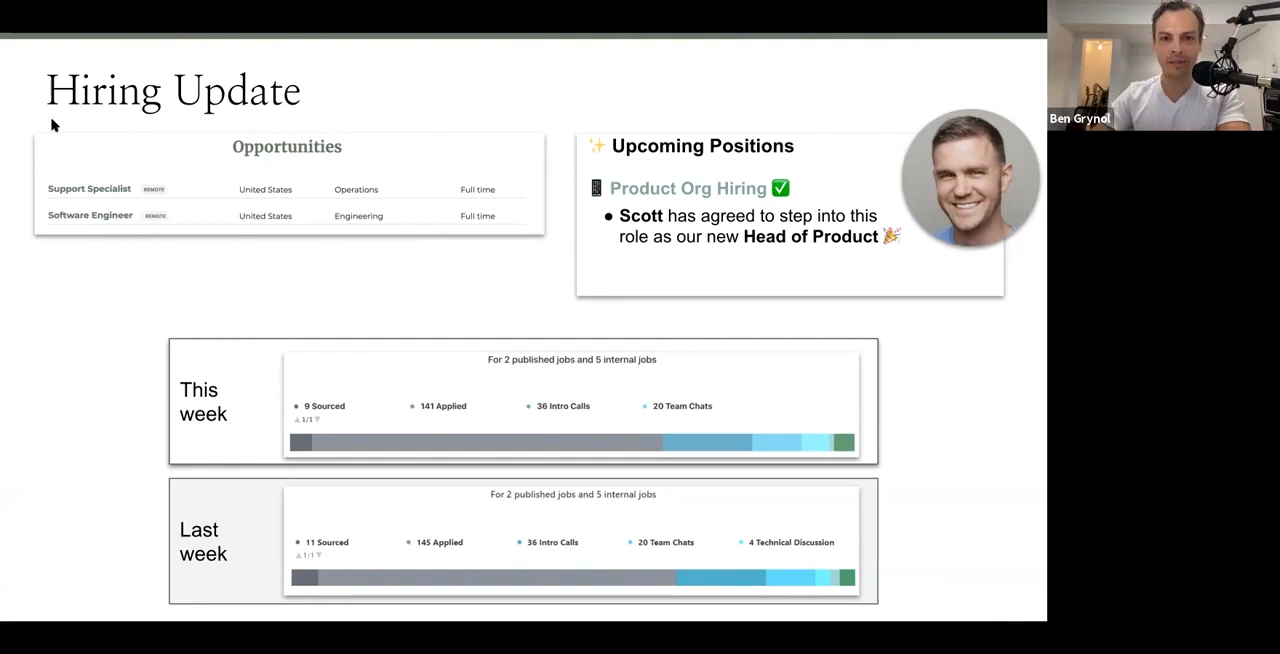 Hiring Update
Opportunities
Support Specialist REMOTE United States Operations Full time
Software Engineer REMOTE United States Engineering Full time
✨ Upcoming Positions
📱 Product Org Hiring ✅
● Scott has agreed to step into this
role as our new Head of Product 🎉
Ben Grynol
This
week
For 2 published jobs and 5 internal jobs
9 Sourced 141 Applied 36 Intro Calls 20 Team Chats
1/1
Last
week
For 2 published jobs and 5 internal jobs
11 Sourced 145 Applied 36 Intro Calls 20 Team Chats 4 Technical Discussion
1/1